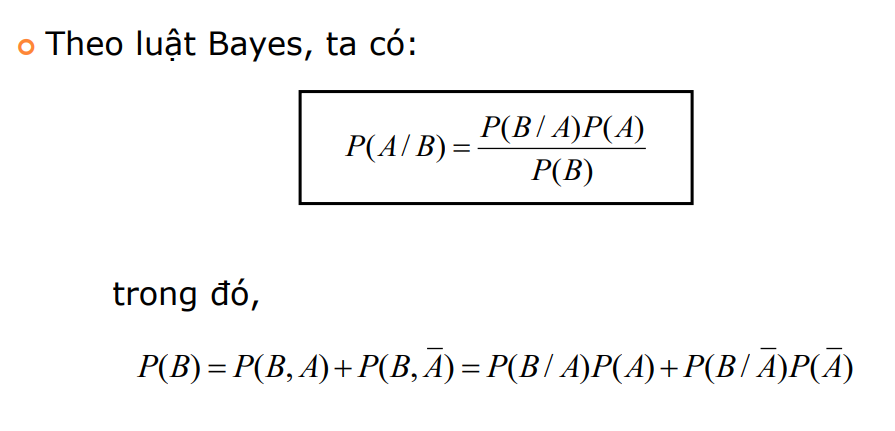 Theo luật Bayes, ta có:
P(A/B) = P(B/A)P(A) / P(B)
trong đó,
P(B) = P(B, A) + P(B, A̅) = P(B/A)P(A) + P(B/A̅)P(A̅)